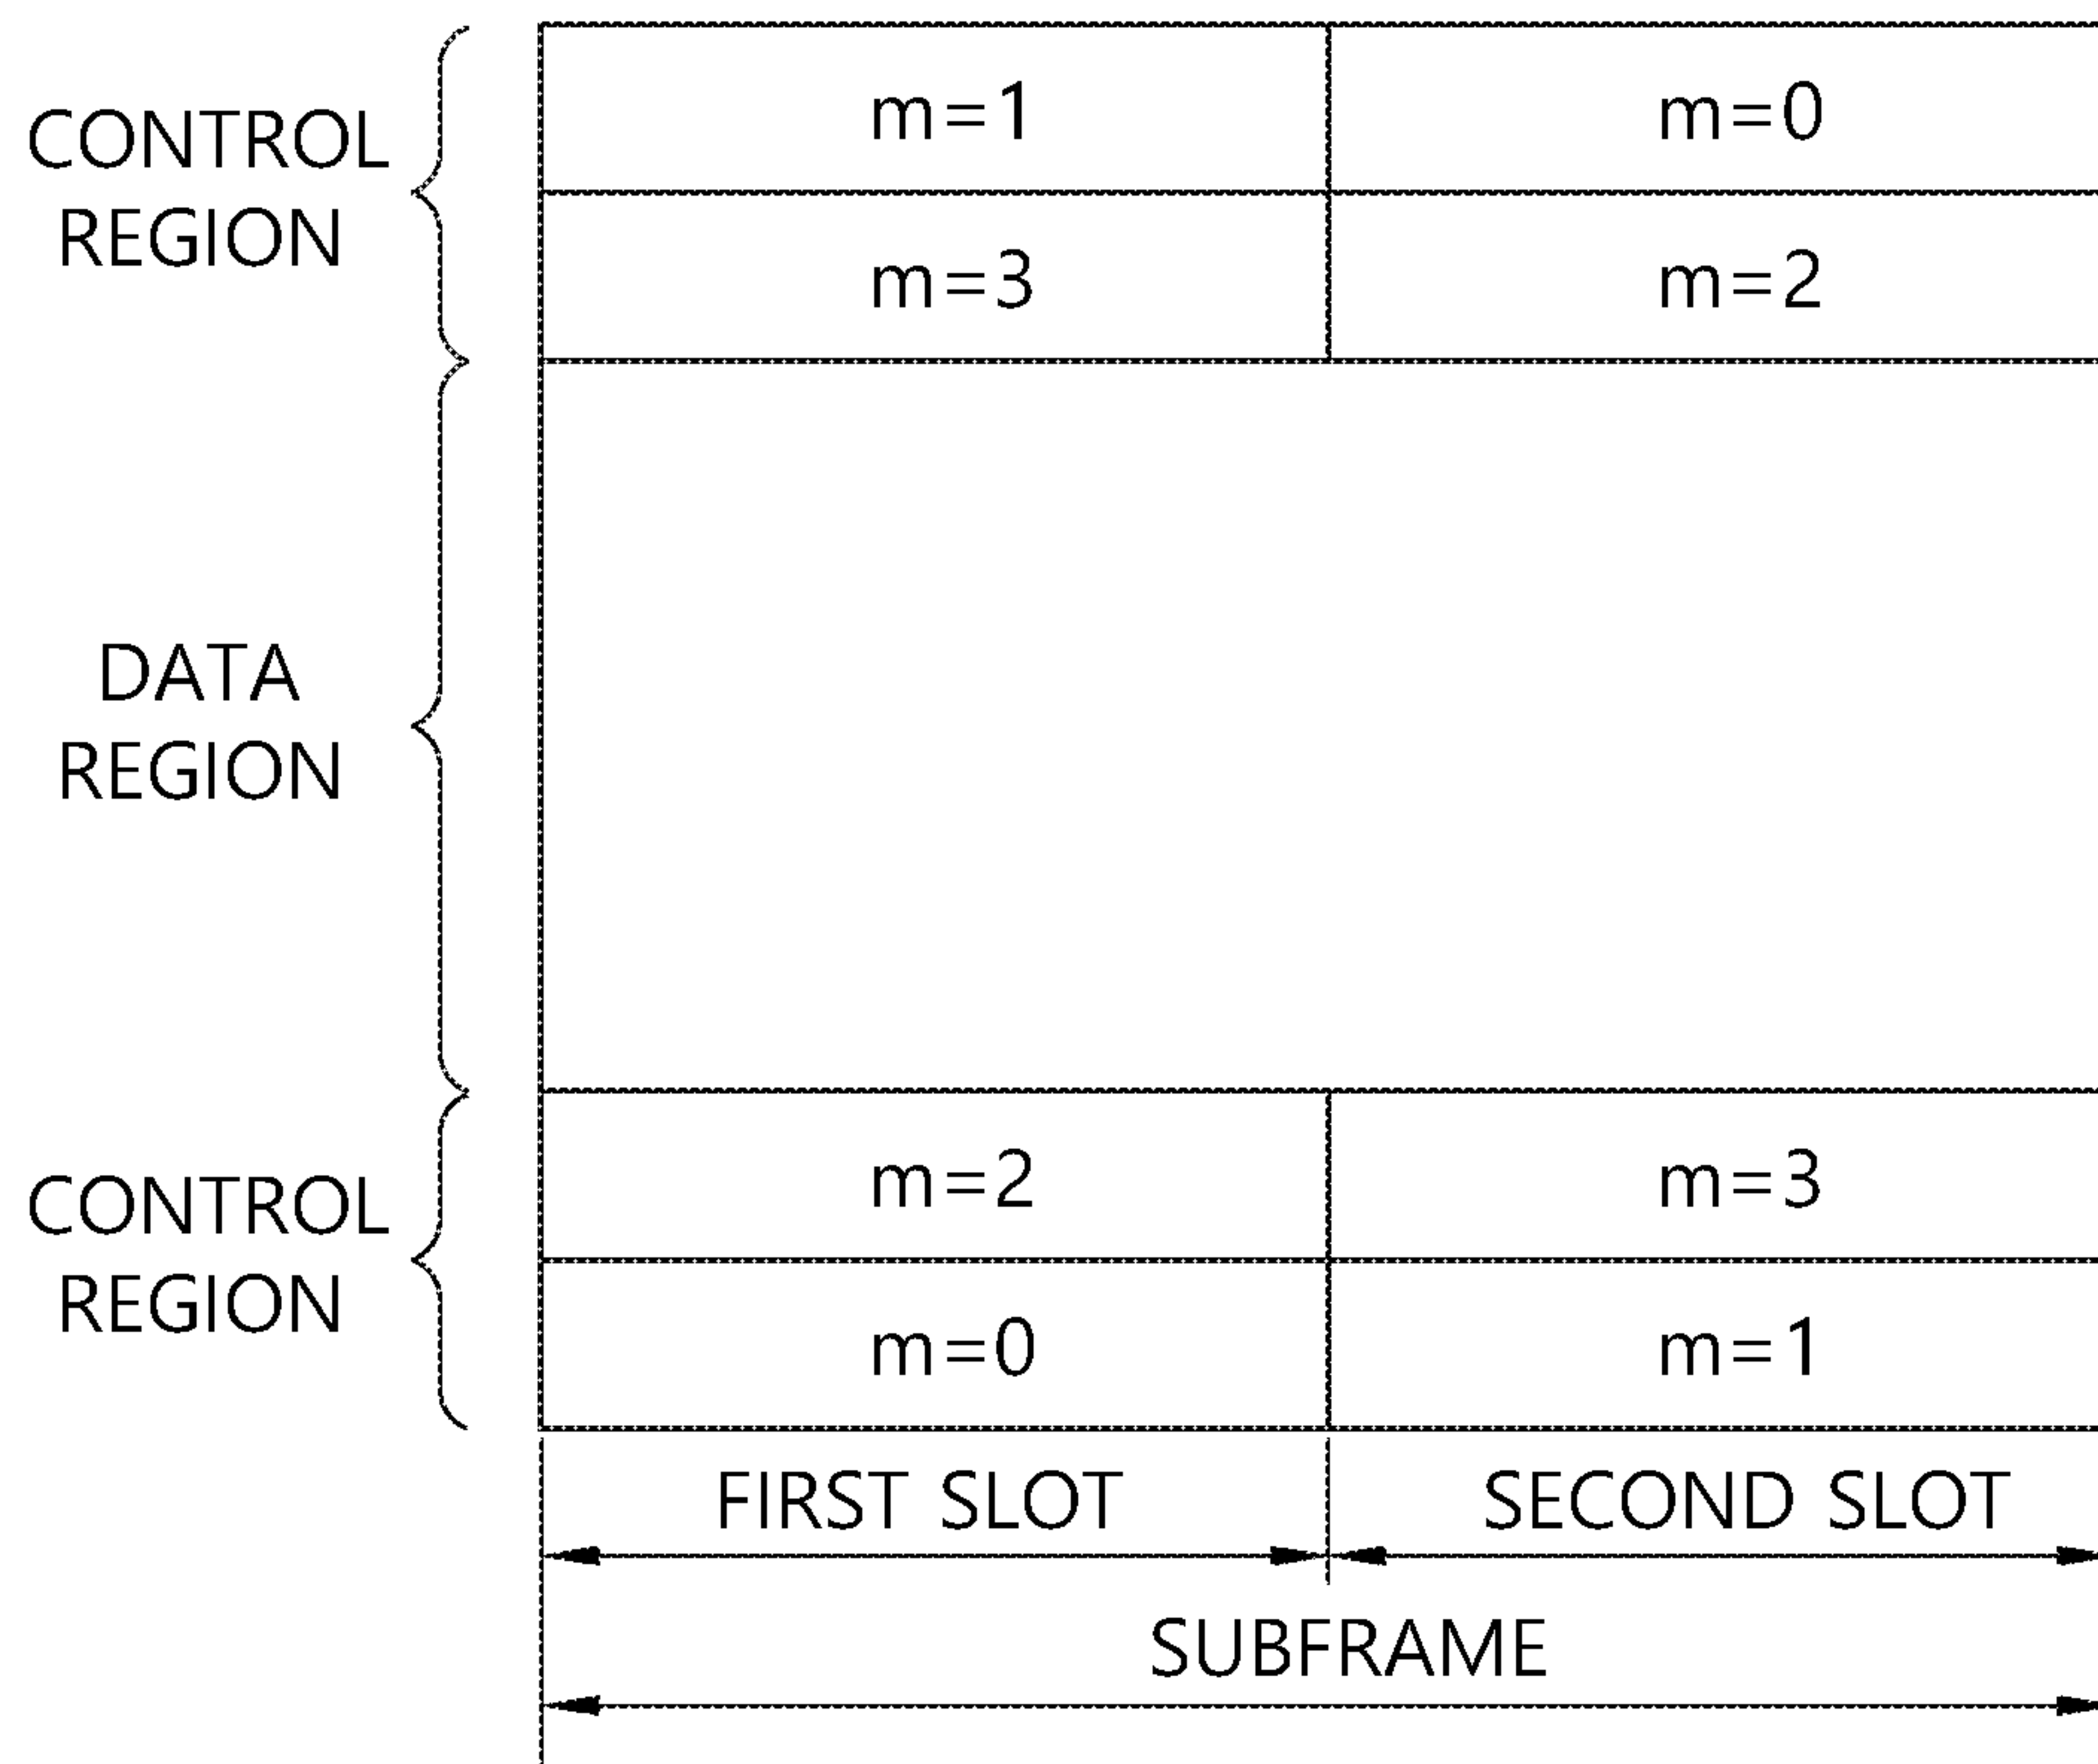 CONTROL
REGION
m=1
m=0
m=3
m=2
DATA
REGION
CONTROL
REGION
m=2
m=3
m=0
m=1
FIRST SLOT
SECOND SLOT
SUBFRAME